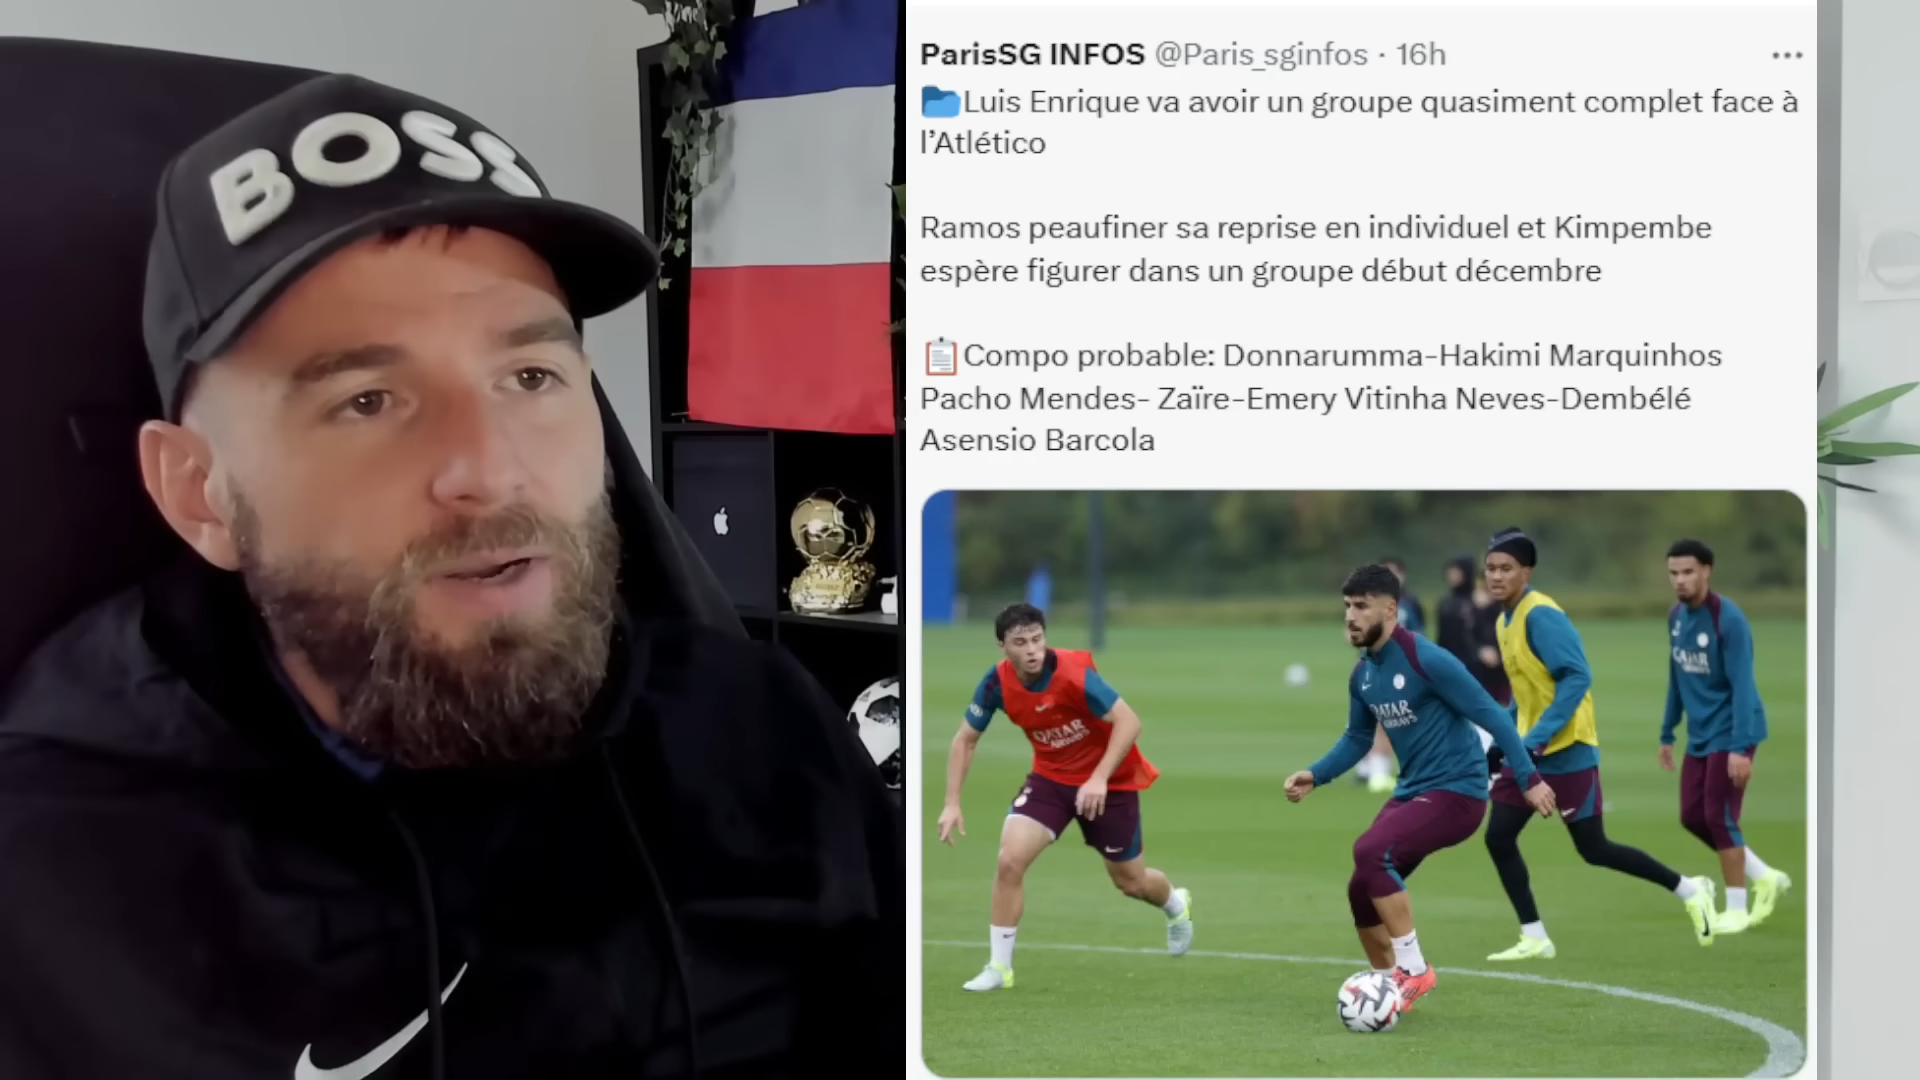 BOSS
ParisSG INFOS @Paris_sginfos · 16h
Luis Enrique va avoir un groupe quasiment complet face à
l’Atlético
Ramos peaufiner sa reprise en individuel et Kimpembe
espère figurer dans un groupe début décembre
Compo probable: Donnarumma-Hakimi Marquinhos
Pacho Mendes- Zaïre-Emery Vitinha Neves-Dembélé
Asensio Barcola
QATAR
AIRWAYS
QATAR
AIRWAYS
QATAR
AIRWAYS